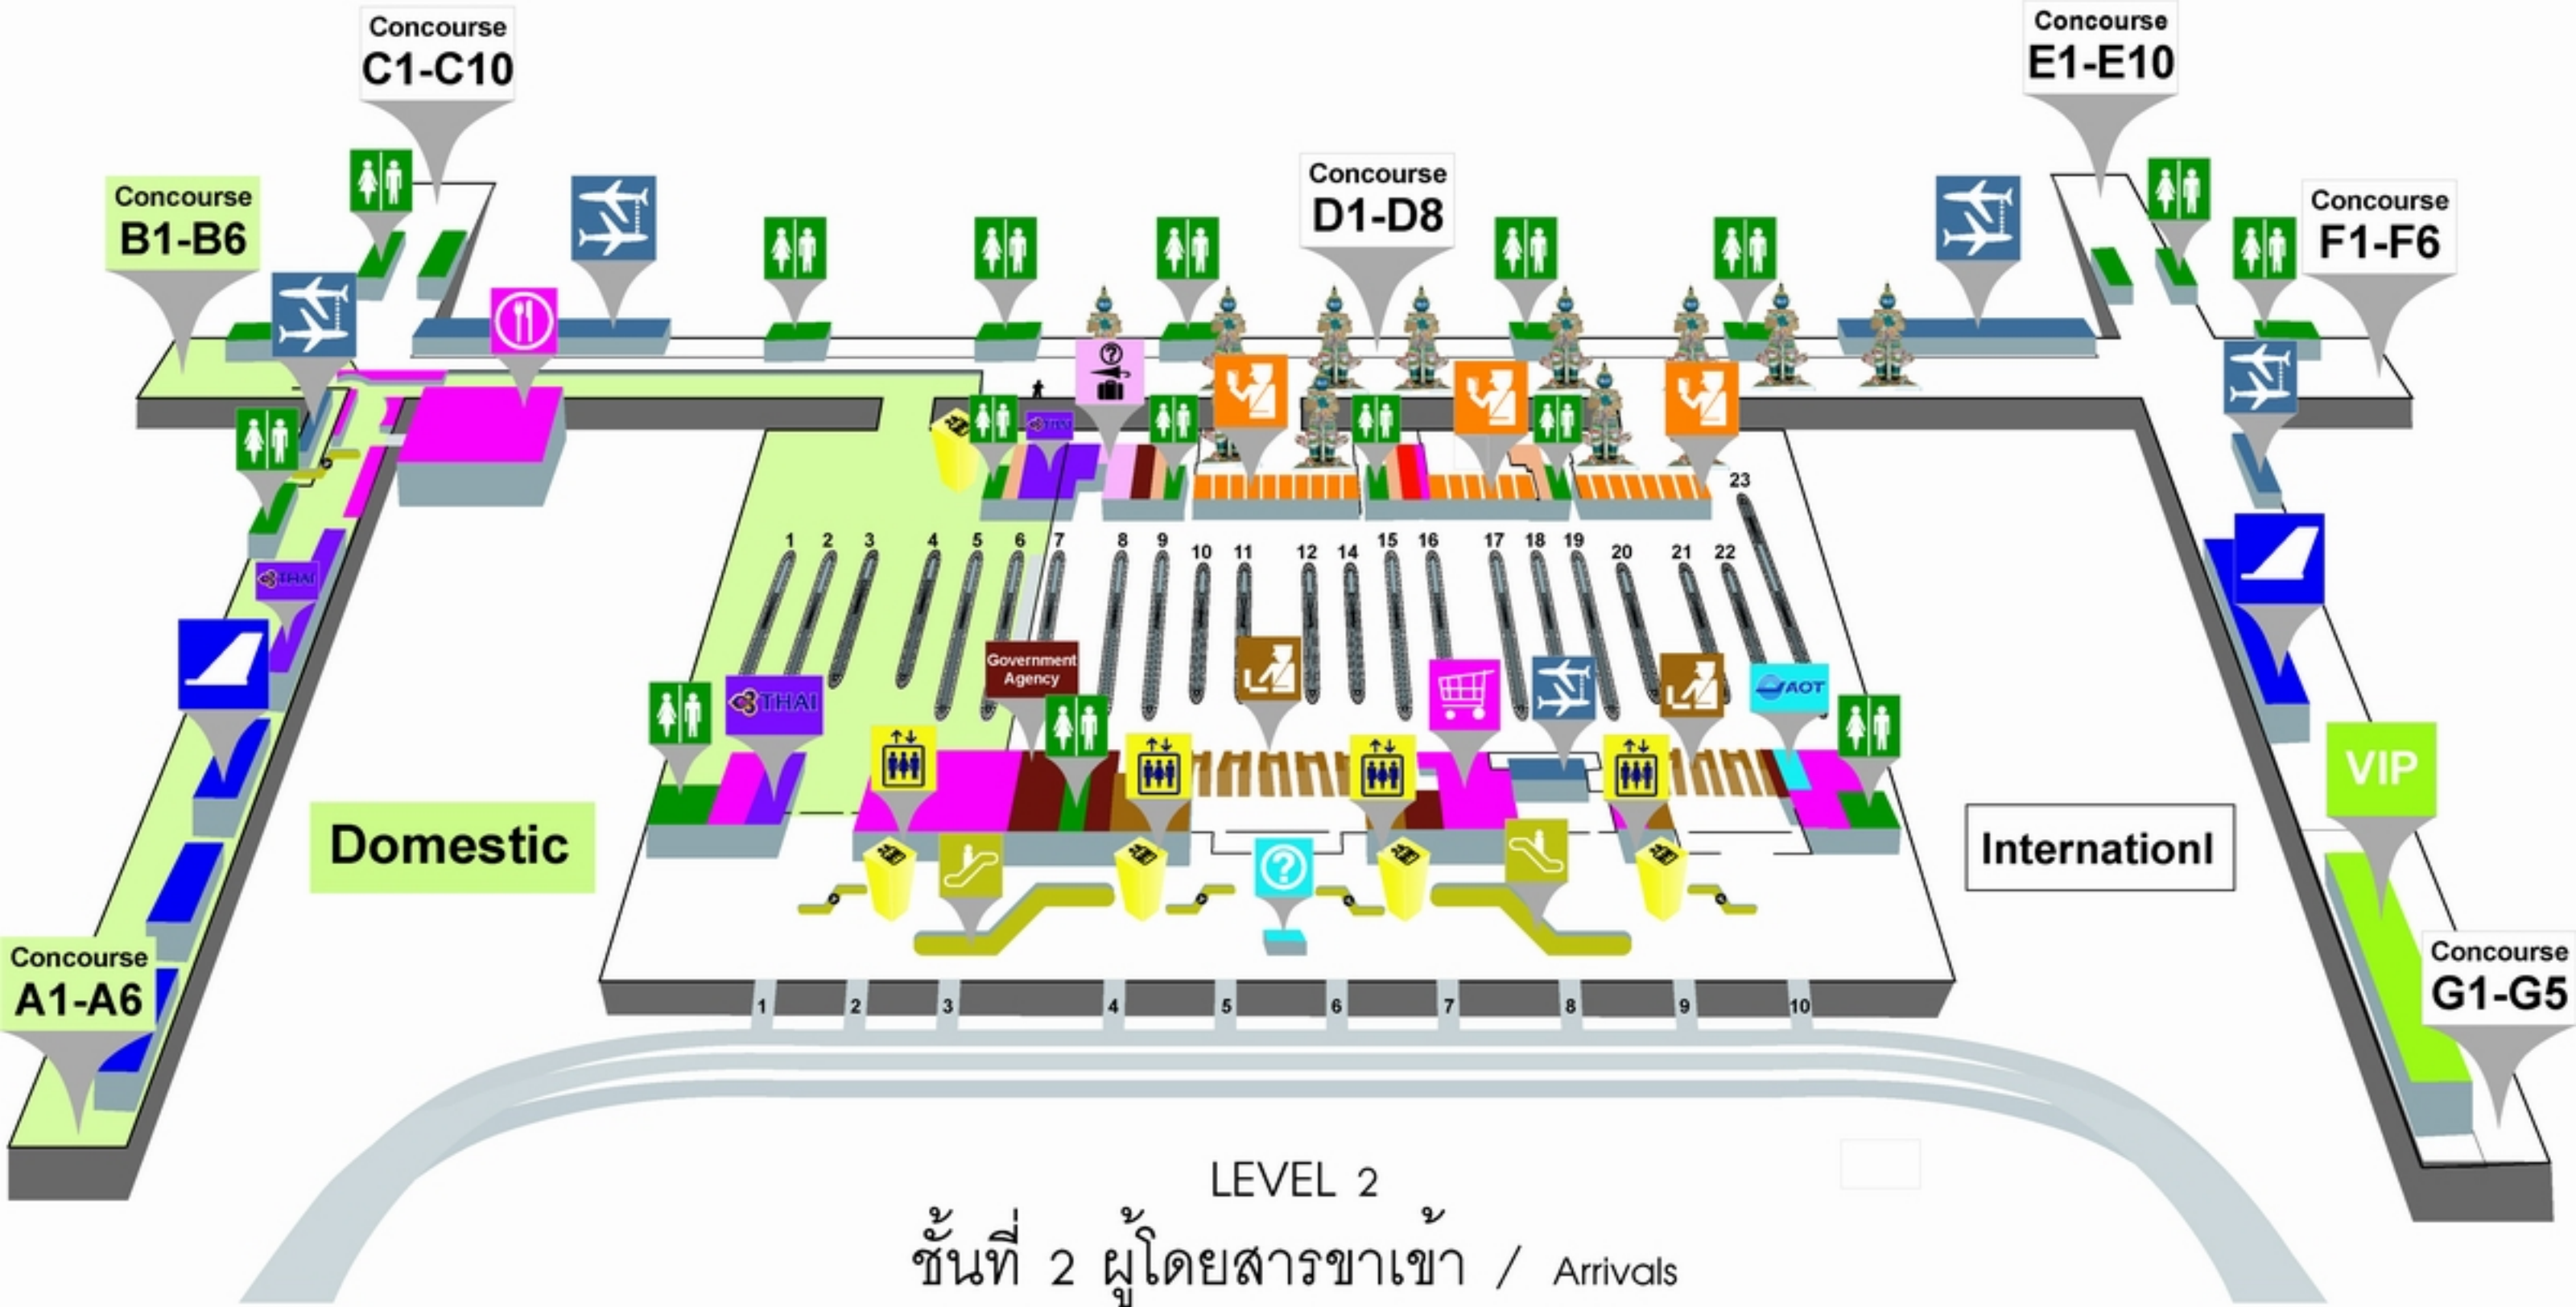 Concourse
C1-C10
Concourse
E1-E10
Concourse
D1-D8
Concourse
B1-B6
Concourse
F1-F6
THAI
23
1 2 3 4 5 6 7 8 9 10 11 12 14 15 16 17 18 19 20 21 22
THAI
Government
Agency
THAI
AOT
VIP
Domestic
Internationl
Concourse
A1-A6
Concourse
G1-G5
1 2 3 4 5 6 7 8 9 10
LEVEL 2
ชั้นที่ 2 ผู้โดยสารขาเข้า / Arrivals